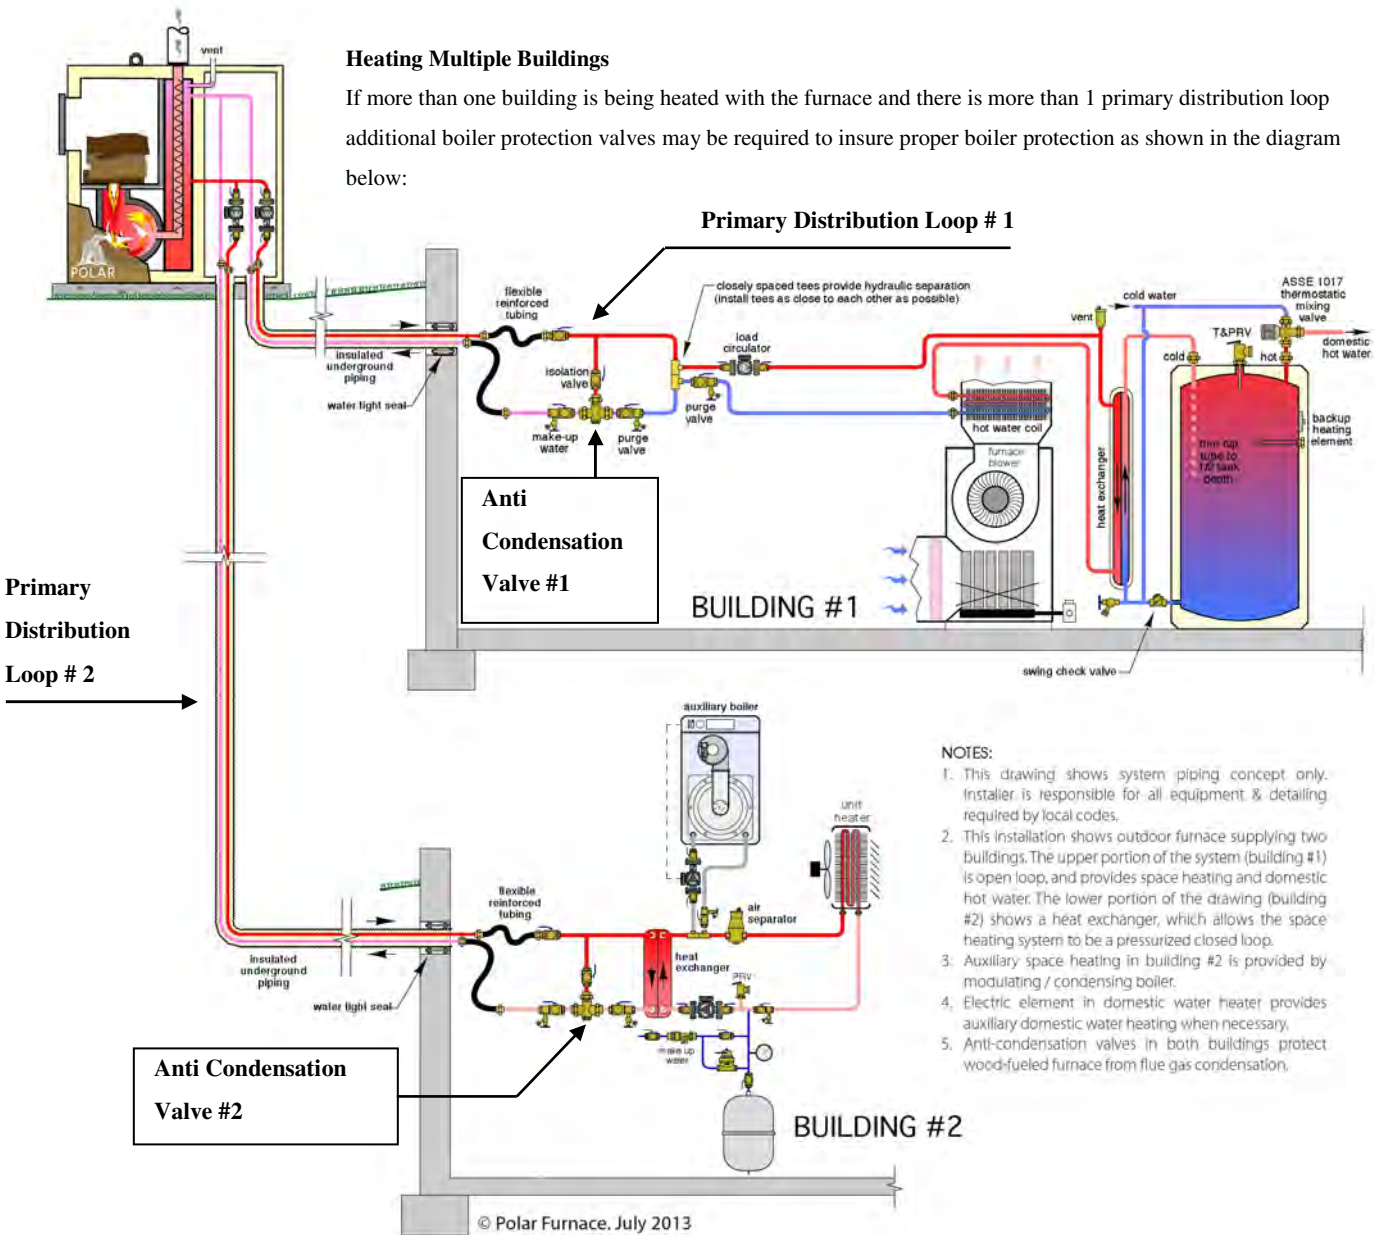 Heating Multiple Buildings
If more than one building is being heated with the furnace and there is more than 1 primary distribution loop
additional boiler protection valves may be required to insure proper boiler protection as shown in the diagram
below:
vent
POLAR
Primary Distribution Loop # 1
closely spaced tees provide hydraulic separation
(install tees as close to each other as possible)
flexible
reinforced
tubing
insulated
underground
piping
water tight seal
isolation
valve
make-up
water
purge
valve
purge
valve
load
circulator
vent
cold water
ASSE 1017
thermostatic
mixing
valve
T&PRV
domestic
hot water
cold
hot
hot water coil
furnace
blower
heat exchanger
backup
heating
element
tube to
depth
Anti
Condensation
Valve #1
BUILDING #1
swing check valve
Primary
Distribution
Loop # 2
auxiliary boiler
unit
heater
flexible
reinforced
tubing
air
separator
heat
exchanger
PRV
insulated
underground
piping
water tight seal
make up
water
Anti Condensation
Valve #2
BUILDING #2
NOTES:
1. This drawing shows system piping concept only.
Installer is responsible for all equipment & detailing
required by local codes.
2. This installation shows outdoor furnace supplying two
buildings. The upper portion of the system (building #1)
is open loop, and provides space heating and domestic
hot water. The lower portion of the drawing (building
#2) shows a heat exchanger, which allows the space
heating system to be a pressurized closed loop.
3. Auxiliary space heating in building #2 is provided by
modulating / condensing boiler.
4. Electric element in domestic water heater provides
auxiliary domestic water heating when necessary.
5. Anti-condensation valves in both buildings protect
wood-fueled furnace from flue gas condensation.
© Polar Furnace. July 2013